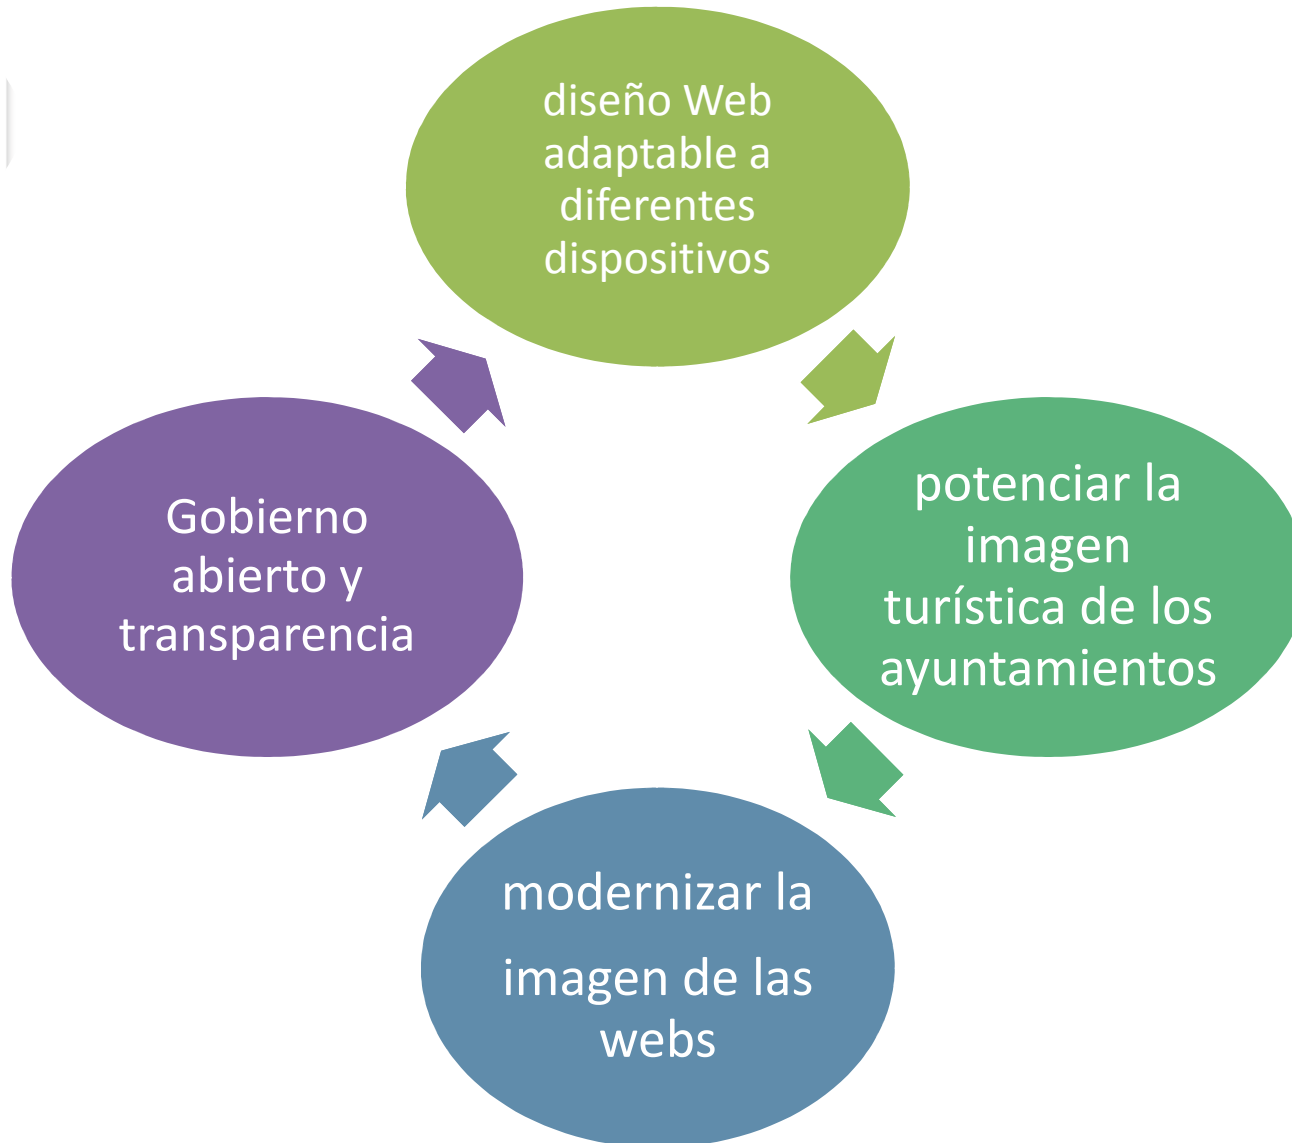 diseño Web
adaptable a
diferentes
dispositivos
potenciar la
imagen
turística de los
ayuntamientos
modernizar la
imagen de las
webs
Gobierno
abierto y
transparencia